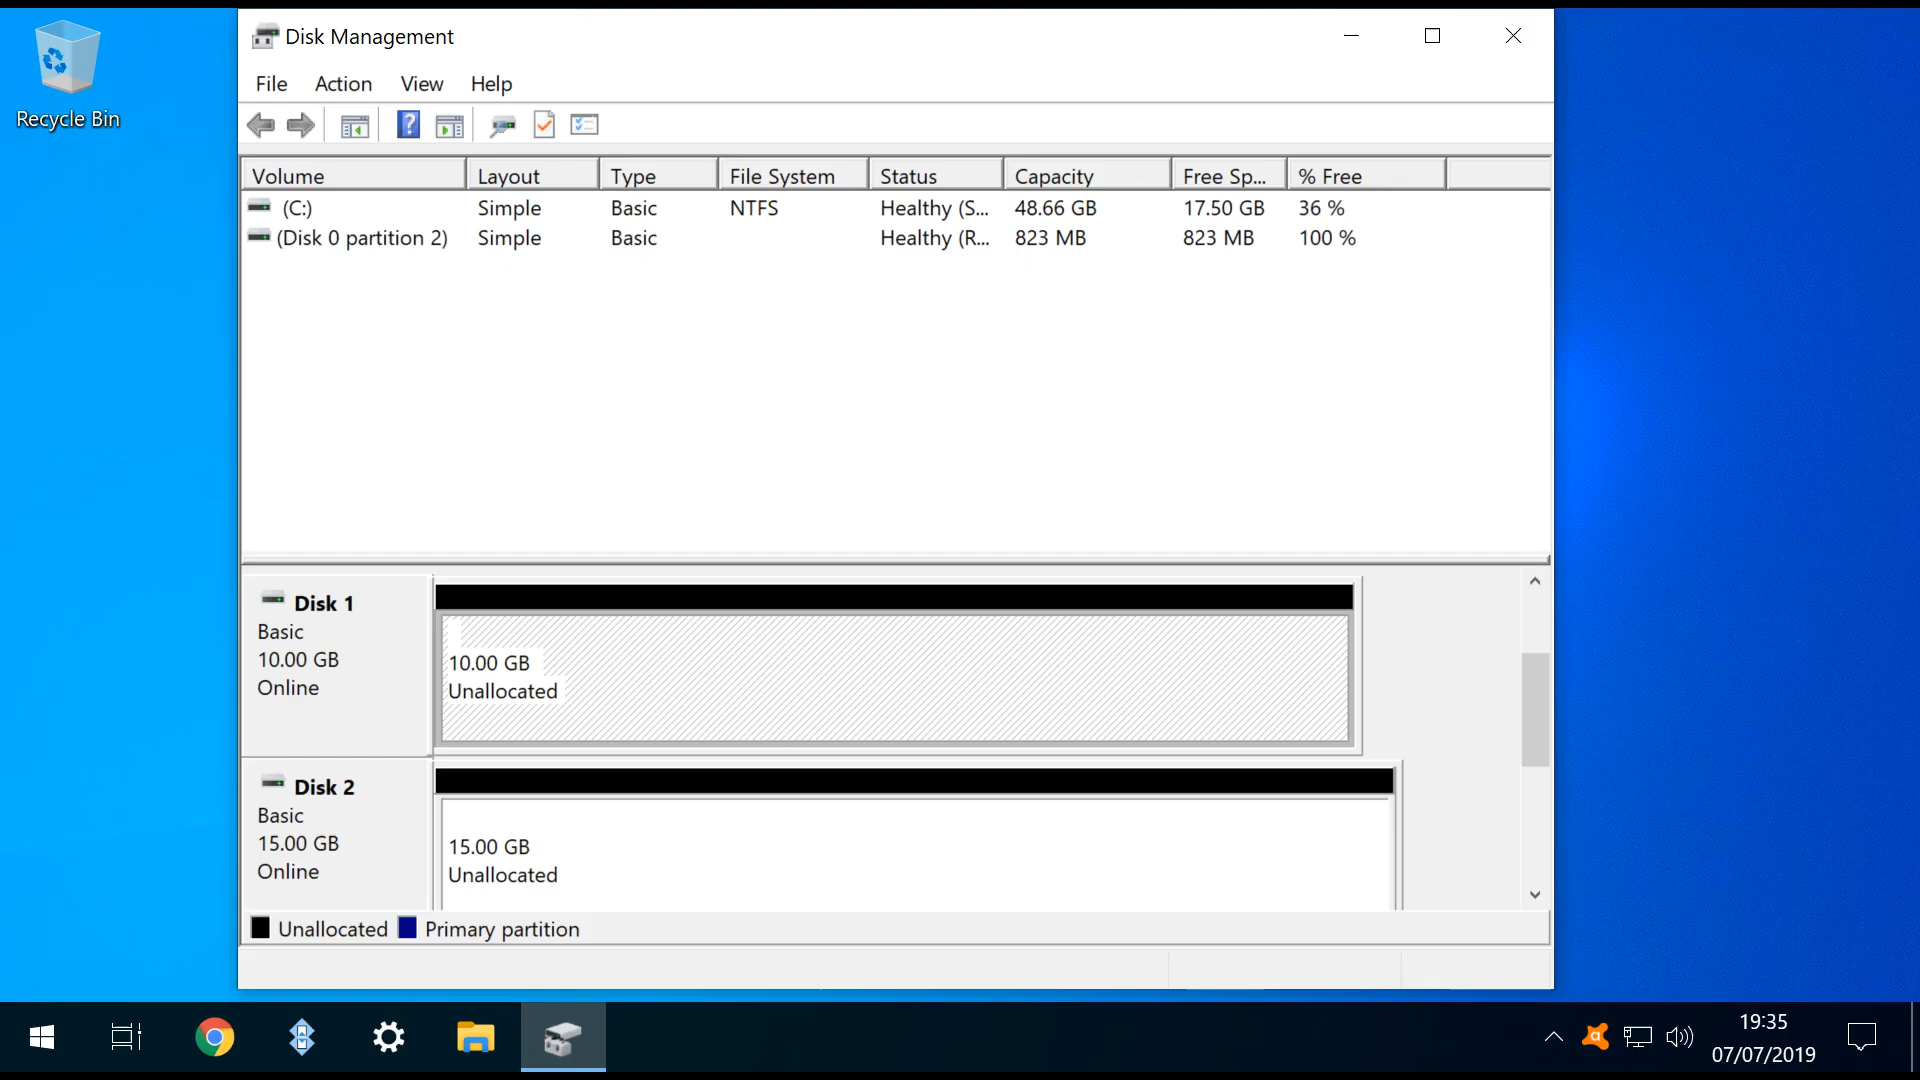 Recycle Bin
Disk Management
File Action View Help
Volume Layout Type File System Status Capacity Free Sp... % Free
(C:) Simple Basic NTFS Healthy (S... 48.66 GB 17.50 GB 36 %
(Disk 0 partition 2) Simple Basic Healthy (R... 823 MB 823 MB 100 %
Disk 1
Basic
10.00 GB
Online
10.00 GB
Unallocated
Disk 2
Basic
15.00 GB
Online
15.00 GB
Unallocated
Unallocated Primary partition
19:35
07/07/2019